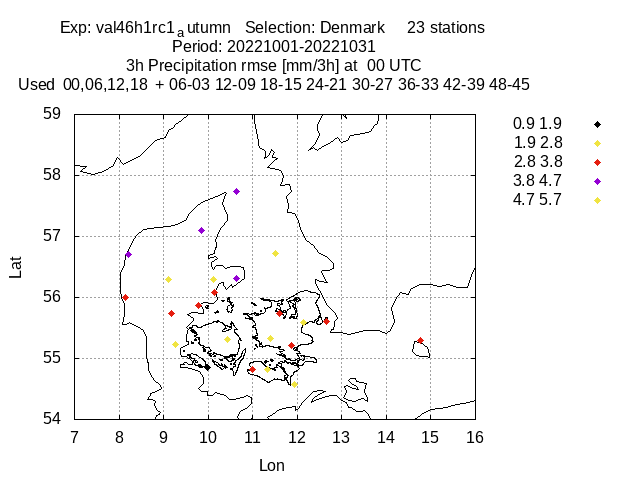 Exp: val46h1rc1 a utumn Selection: Denmark 23 stations
Period: 20221001-20221031
3h Precipitation rmse [mm/3h] at 00 UTC
Used 00,06,12,18 + 06-03 12-09 18-15 24-21 30-27 36-33 42-39 48-45
0.9 1.9
1.9 2.8
2.8 3.8
3.8 4.7
4.7 5.7
59
58
57
56
55
54
Lat
7 8 9 10 11 12 13 14 15 16
Lon